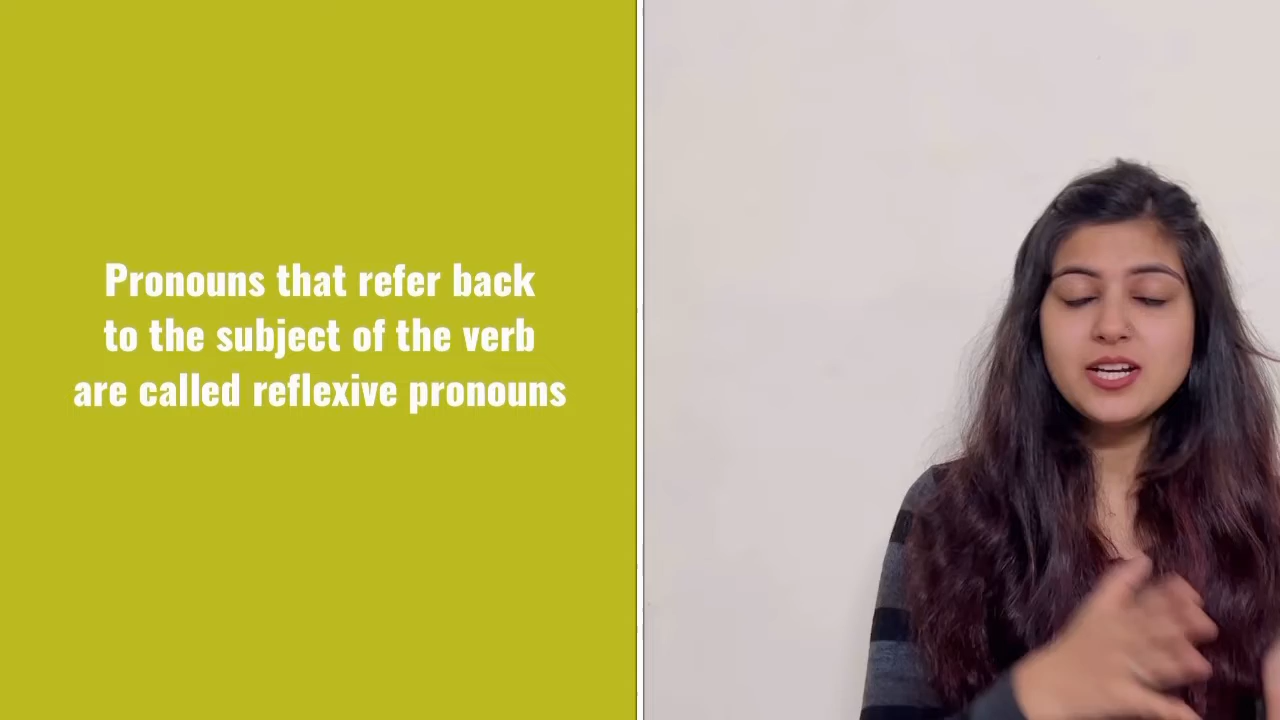 Pronouns that refer back
to the subject of the verb
are called reflexive pronouns